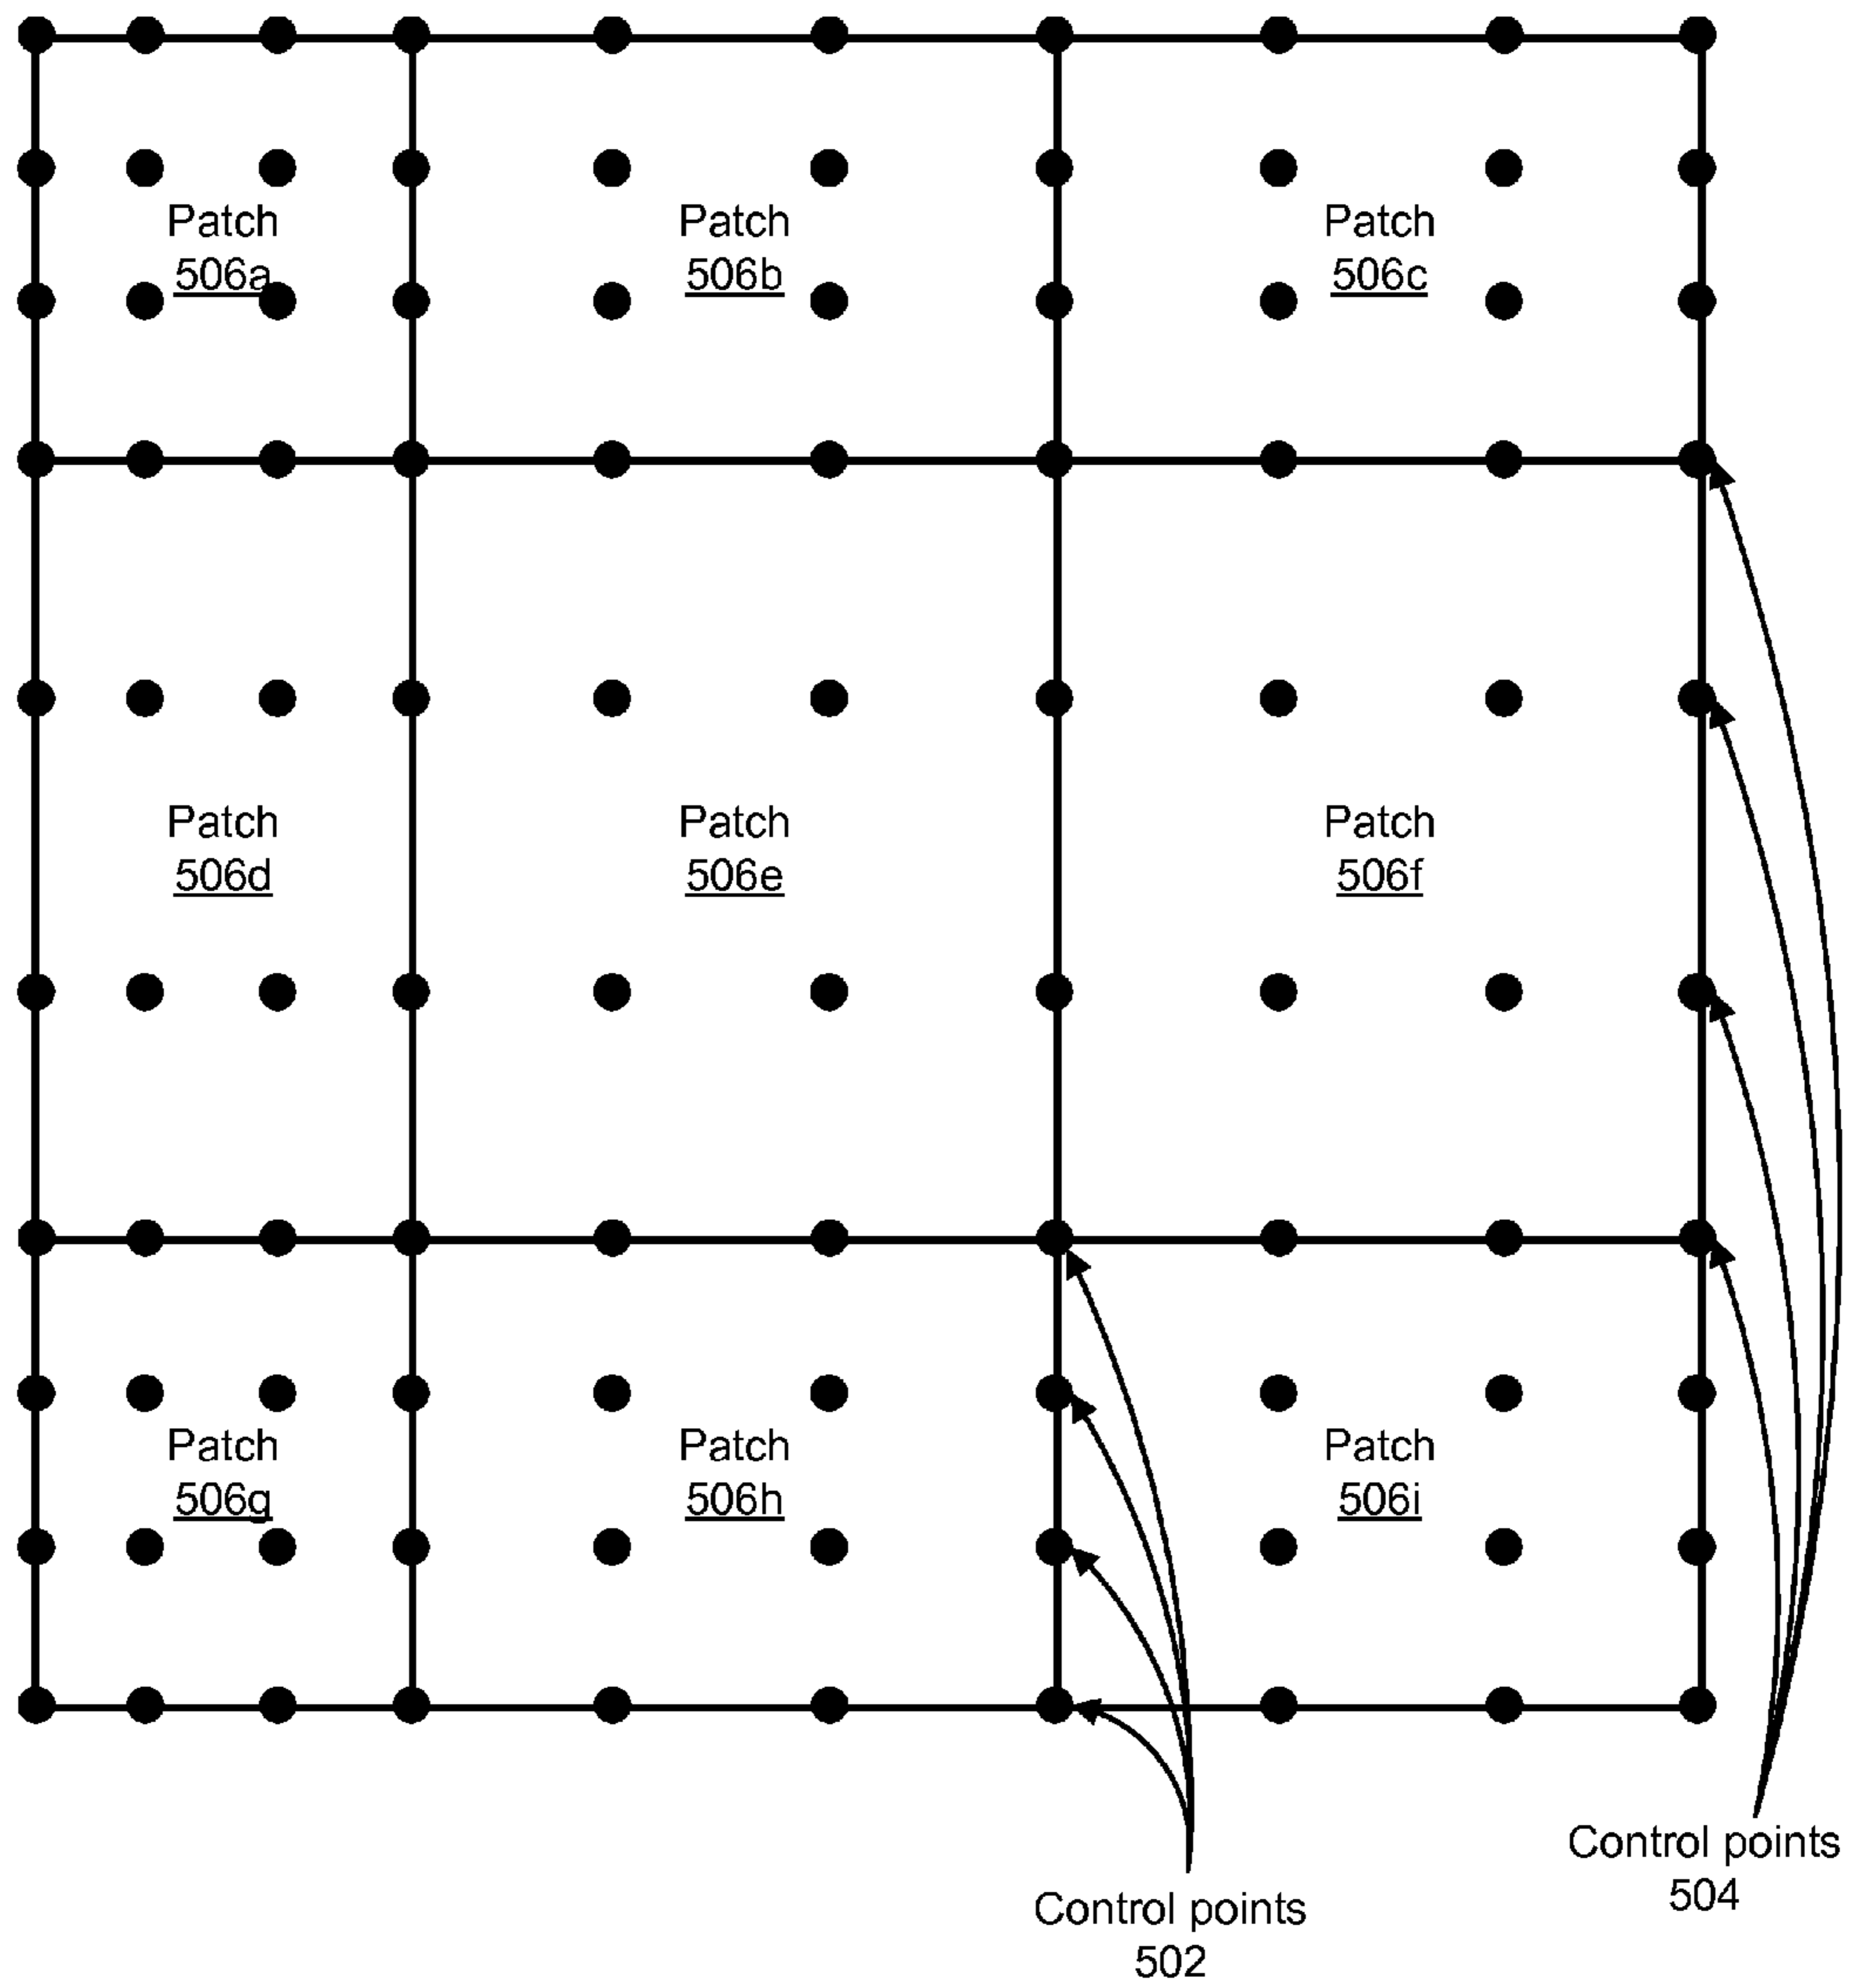 Patch
506a
Patch
506b
Patch
506c
Patch
506d
Patch
506e
Patch
506f
Patch
506g
Patch
506h
Patch
506i
Control points
504
Control points
502